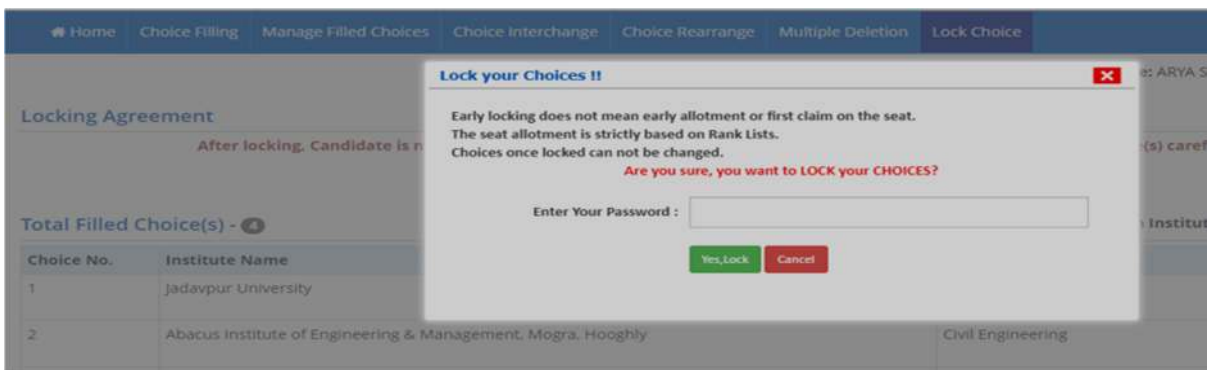 Home Choice Filling Manage Filled Choices Choice Interchange Choice Rearrange Multiple Deletion Lock Choice
Lock your Choices !!
ARYA S
Locking Agreement
Early locking does not mean early allotment or first claim on the seat.
The seat allotment is strictly based on Rank Lists.
After locking. Candidate is
Choices once locked can not be changed.
Are you sure, you want to LOCK your CHOICES?
Enter Your Password :
Total Filled Choice(s) - 4
Yes,Lock Cancel
Choice No. Institute Name
1 Jadavpur University
2 Abacus Institute of Engineering & Management, Mogra, Hooghly Civil Engineering